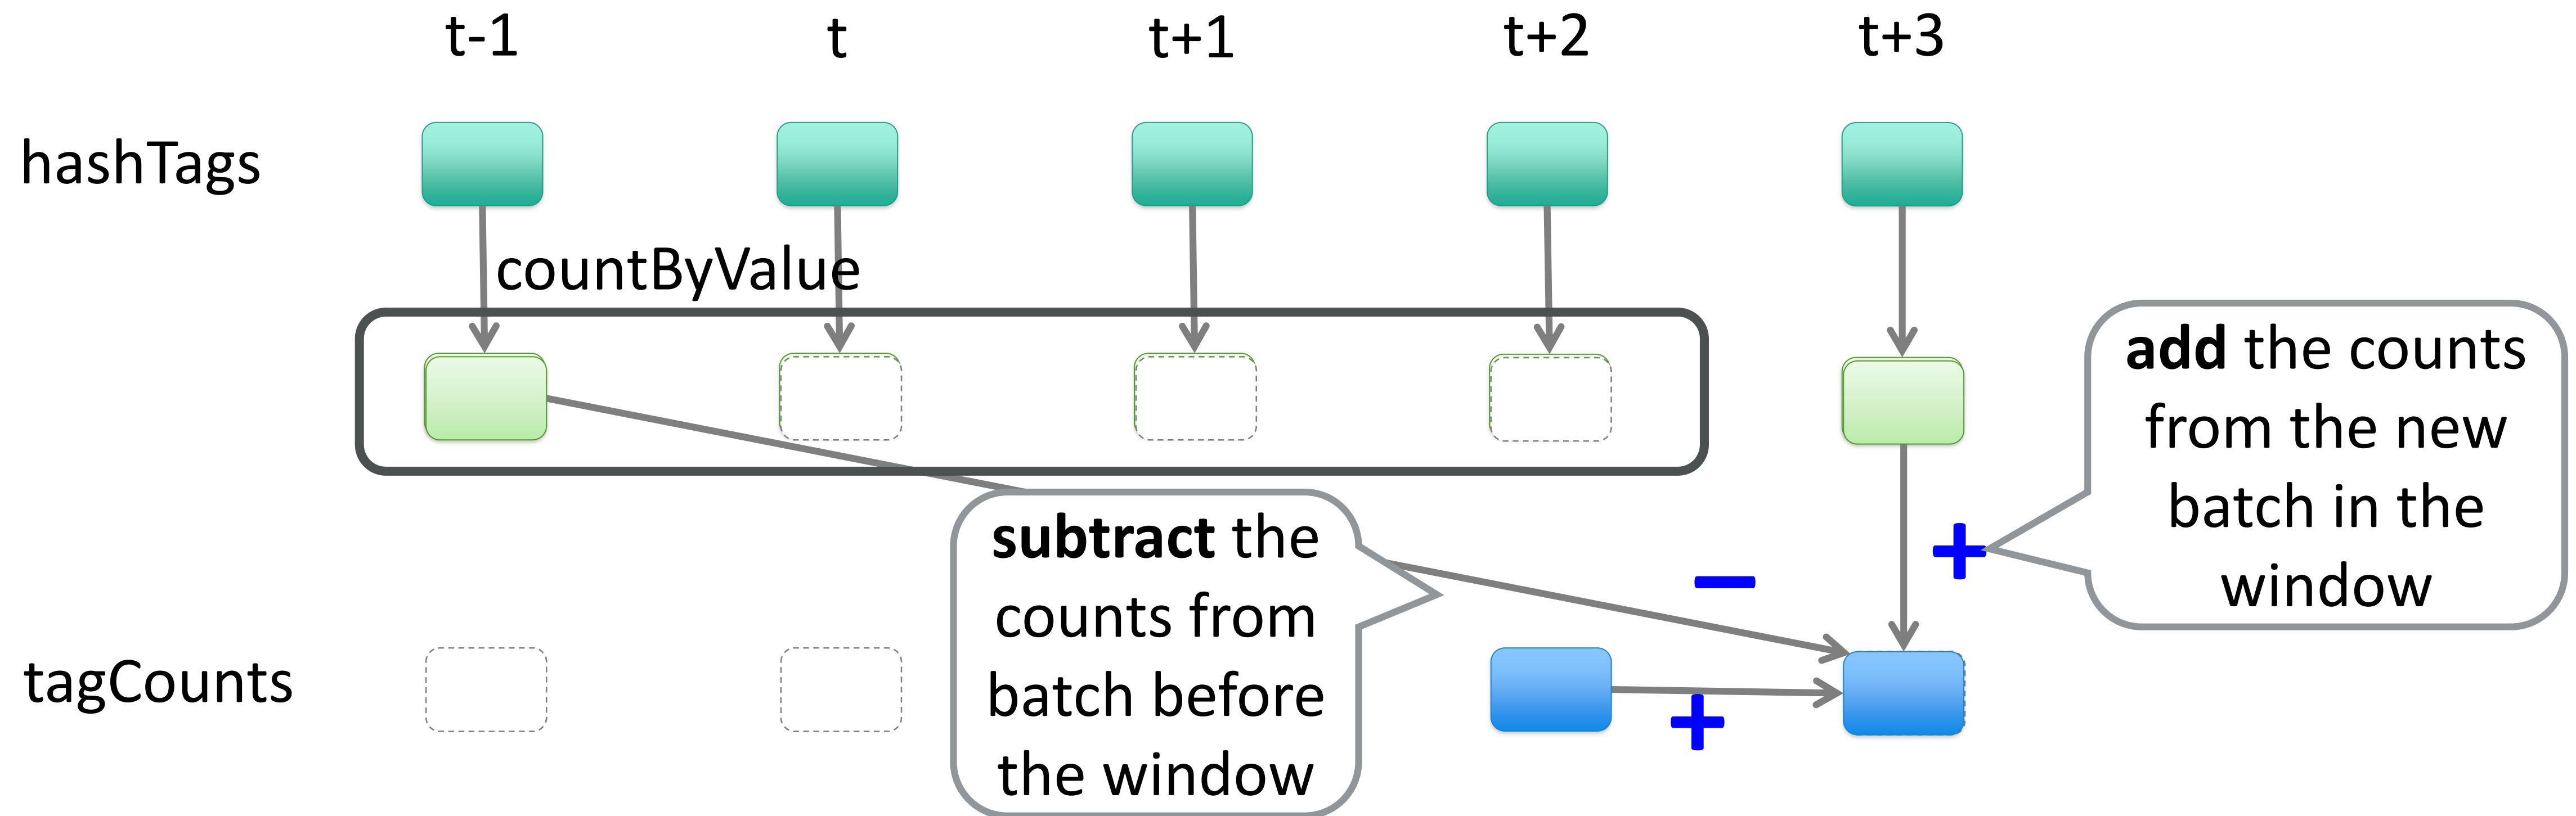 t-1 t t+1 t+2 t+3
hashTags
countByValue
add the counts
from the new
batch in the
window
+
subtract the
counts from
batch before
the window
−
tagCounts
+